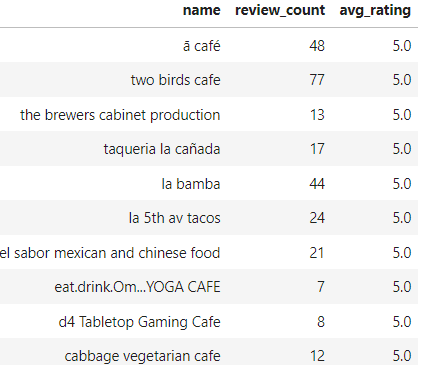 name review_count avg_rating
ā café 48 5.0
two birds cafe 77 5.0
the brewers cabinet production 13 5.0
taqueria la cañada 17 5.0
la bamba 44 5.0
la 5th av tacos 24 5.0
el sabor mexican and chinese food 21 5.0
eat.drink.Om...YOGA CAFE 7 5.0
d4 Tabletop Gaming Cafe 8 5.0
cabbage vegetarian cafe 12 5.0